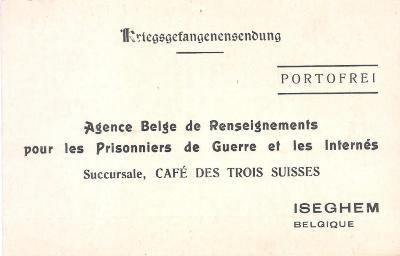 Kriegsgefangenensendung
PORTOFREI
Agence Belge de Renseignements
pour les Prisonniers de Guerre et les Internés
Succursale, CAFÉ DES TROIS SUISSES
ISEGHEM
BELGIQUE